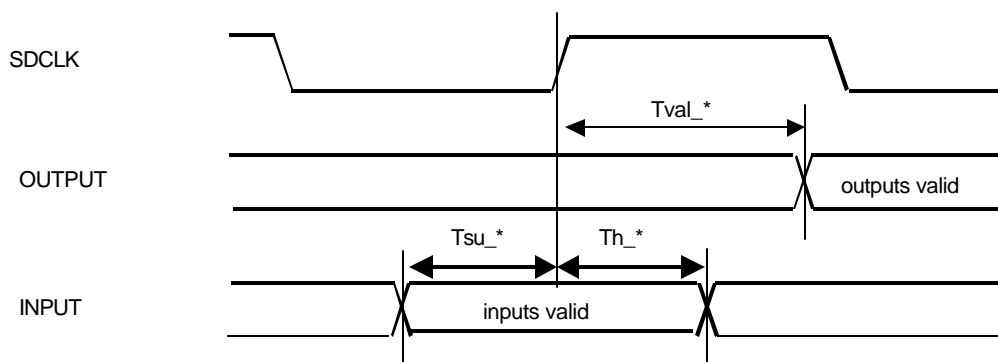 SDCLK
Tval_*
OUTPUT
outputs valid
Tsu_*
Th_*
INPUT
inputs valid